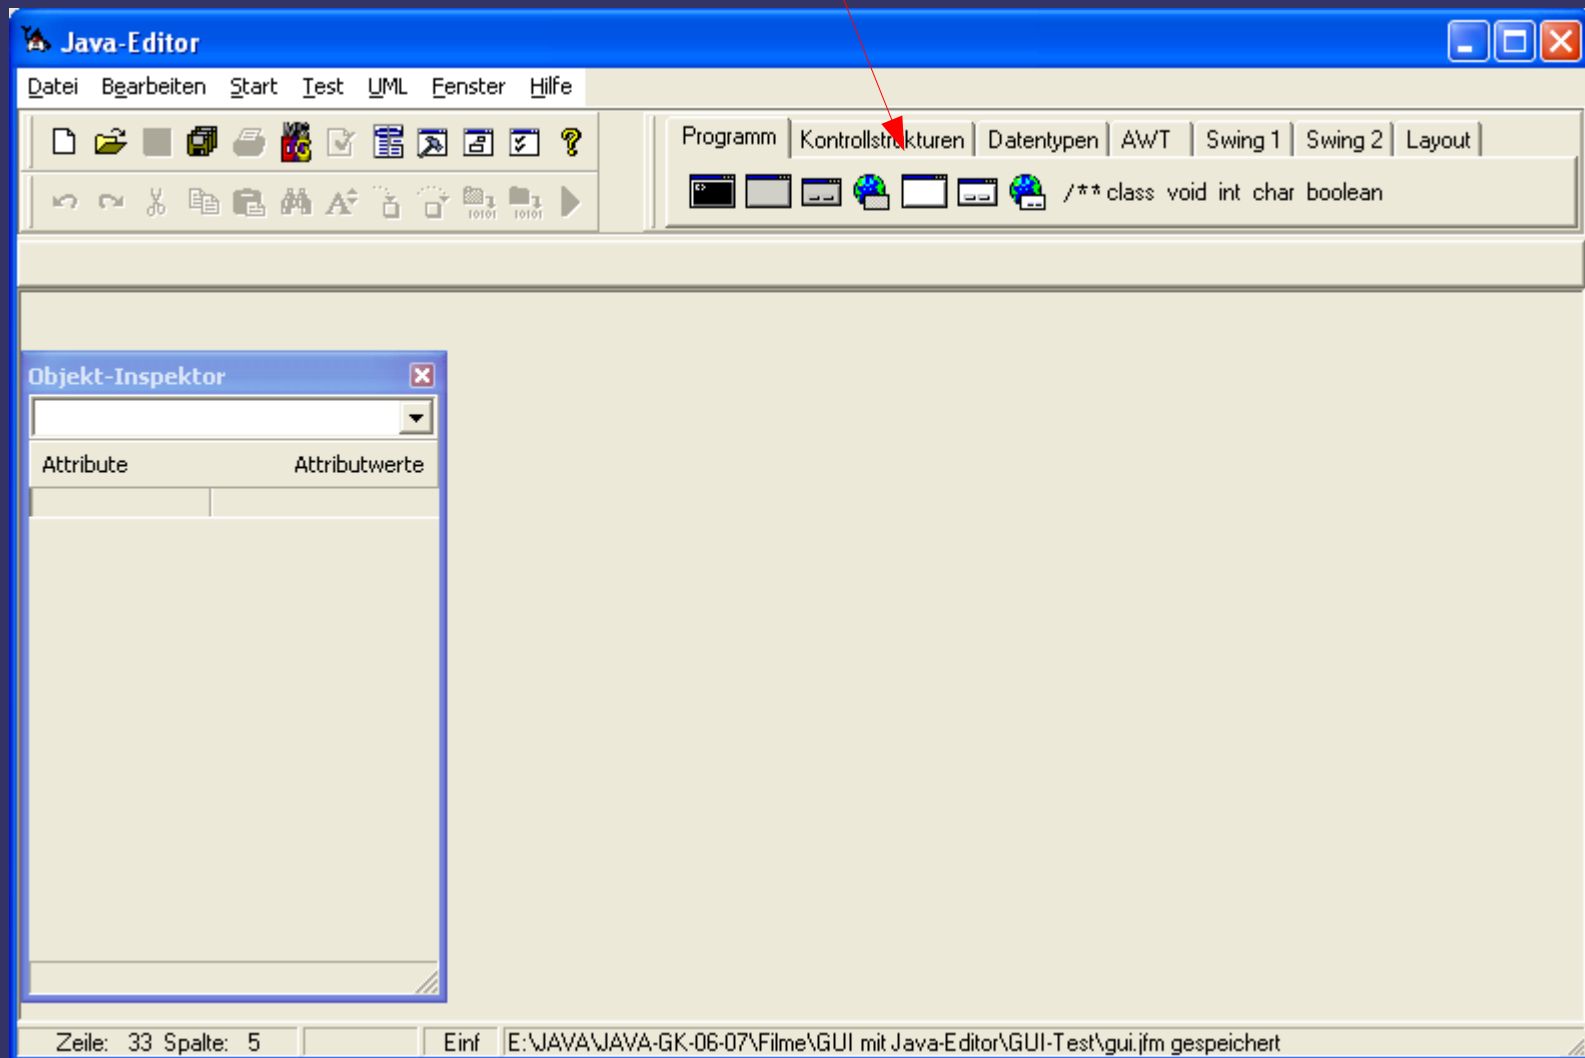 Java-Editor
Datei Bearbeiten Start Test UML Fenster Hilfe
Programm Kontrollstrukturen Datentypen AWT Swing 1 Swing 2 Layout
/** class void int char boolean
Objekt-Inspektor
Attribute Attributwerte
Zeile: 33 Spalte: 5 Einf E:\JAVA\JAVA-GK-06-07\Filme\GUI mit Java-Editor\GUI-Test\gui.jfm gespeichert